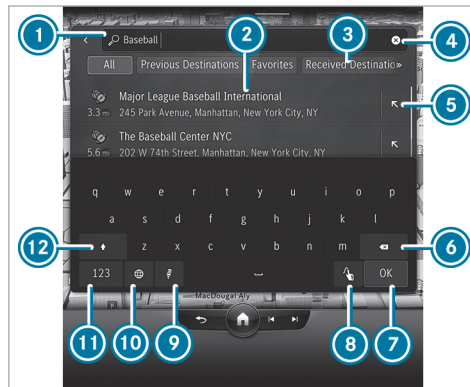 1
Baseball
2
3
4
All
Previous Destinations
Favorites
Received Destinatio»
Major League Baseball International
3.3 m 245 Park Avenue, Manhattan, New York City, NY
5
The Baseball Center NYC
5.6 m 202 W 74th Street, Manhattan, New York City, NY
q w e r t y u i o p
a s d f g h j k l
12
z x c v b n m
6
123
OK
MacDougal Aly
11
10
9
8
7